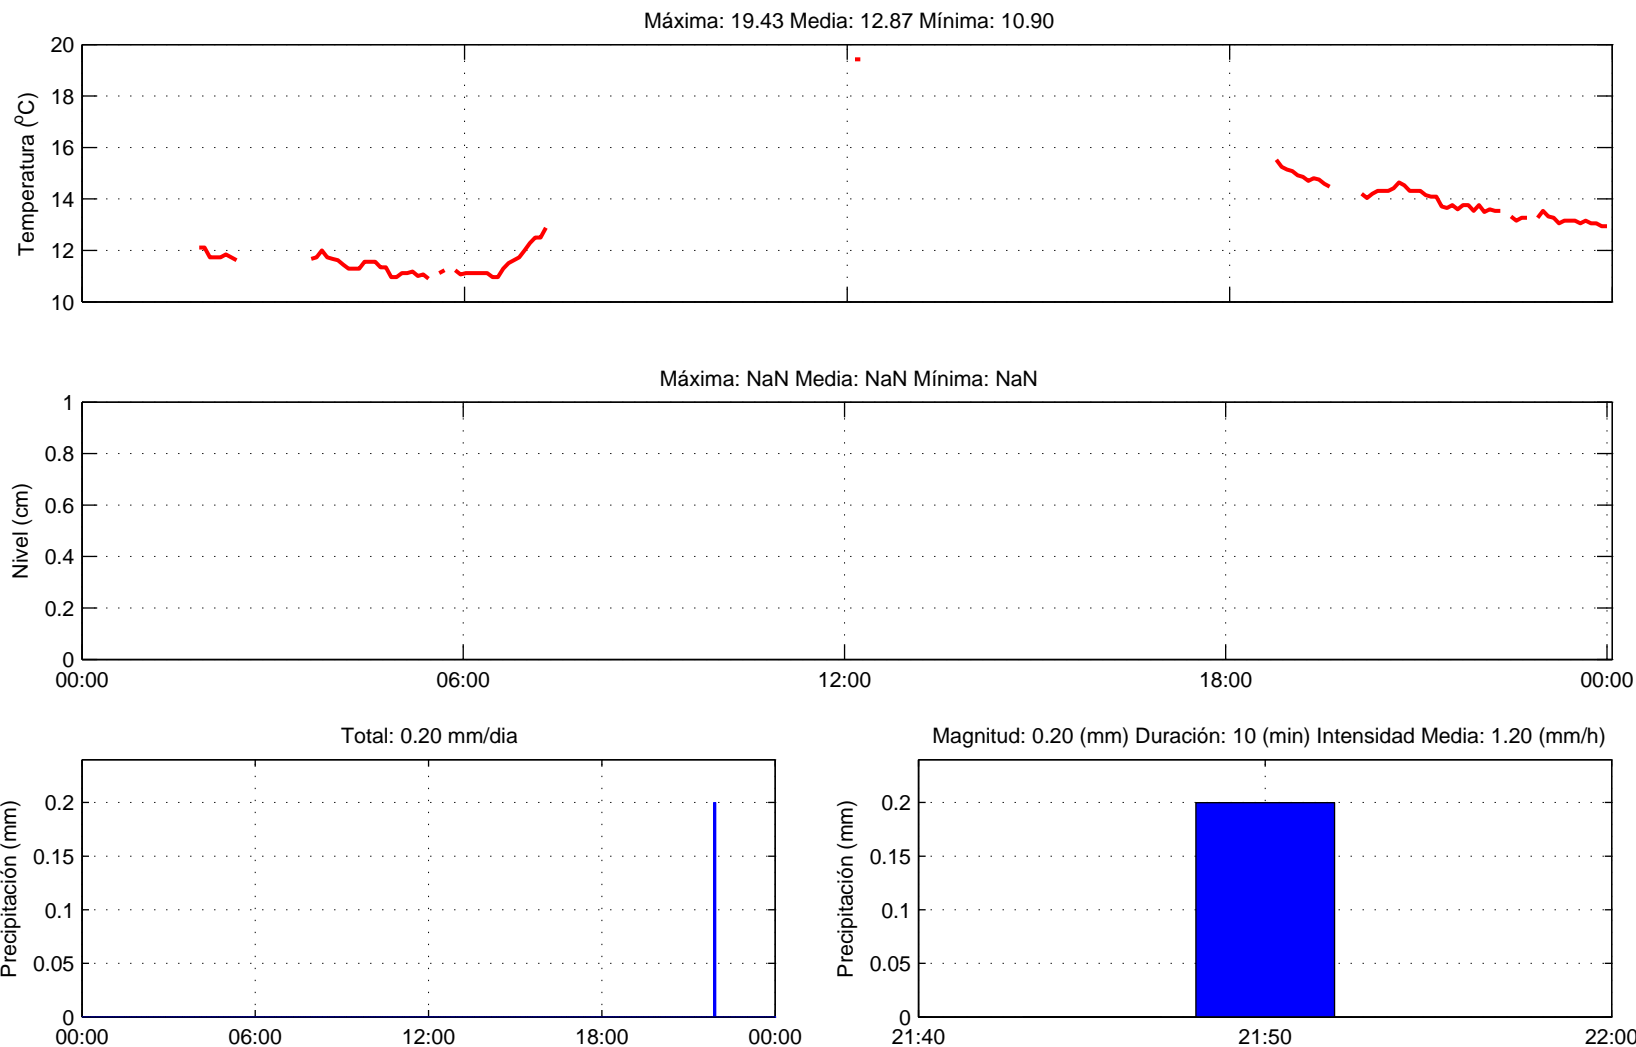 Máxima: 19.43 Media: 12.87 Mínima: 10.90
Temperatura (ºC)
20
18
16
14
12
10
Máxima: NaN Media: NaN Mínima: NaN
Nivel (cm)
1
0.8
0.6
0.4
0.2
0
00:00 06:00 12:00 18:00 00:00
Total: 0.20 mm/dia
Precipitación (mm)
0.2
0.15
0.1
0.05
0
00:00 06:00 12:00 18:00 00:00
Magnitud: 0.20 (mm) Duración: 10 (min) Intensidad Media: 1.20 (mm/h)
Precipitación (mm)
0.2
0.15
0.1
0.05
0
21:40 21:50 22:00